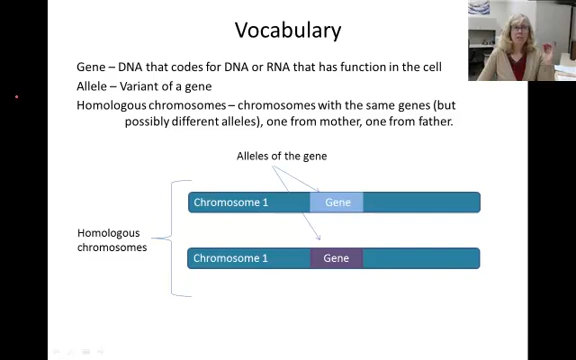 Vocabulary
Gene – DNA that codes for DNA or RNA that has function in the cell
Allele – Variant of a gene
Homologous chromosomes – chromosomes with the same genes (but
possibly different alleles), one from mother, one from father.
Alleles of the gene
Chromosome 1 Gene
Homologous
chromosomes
Chromosome 1 Gene